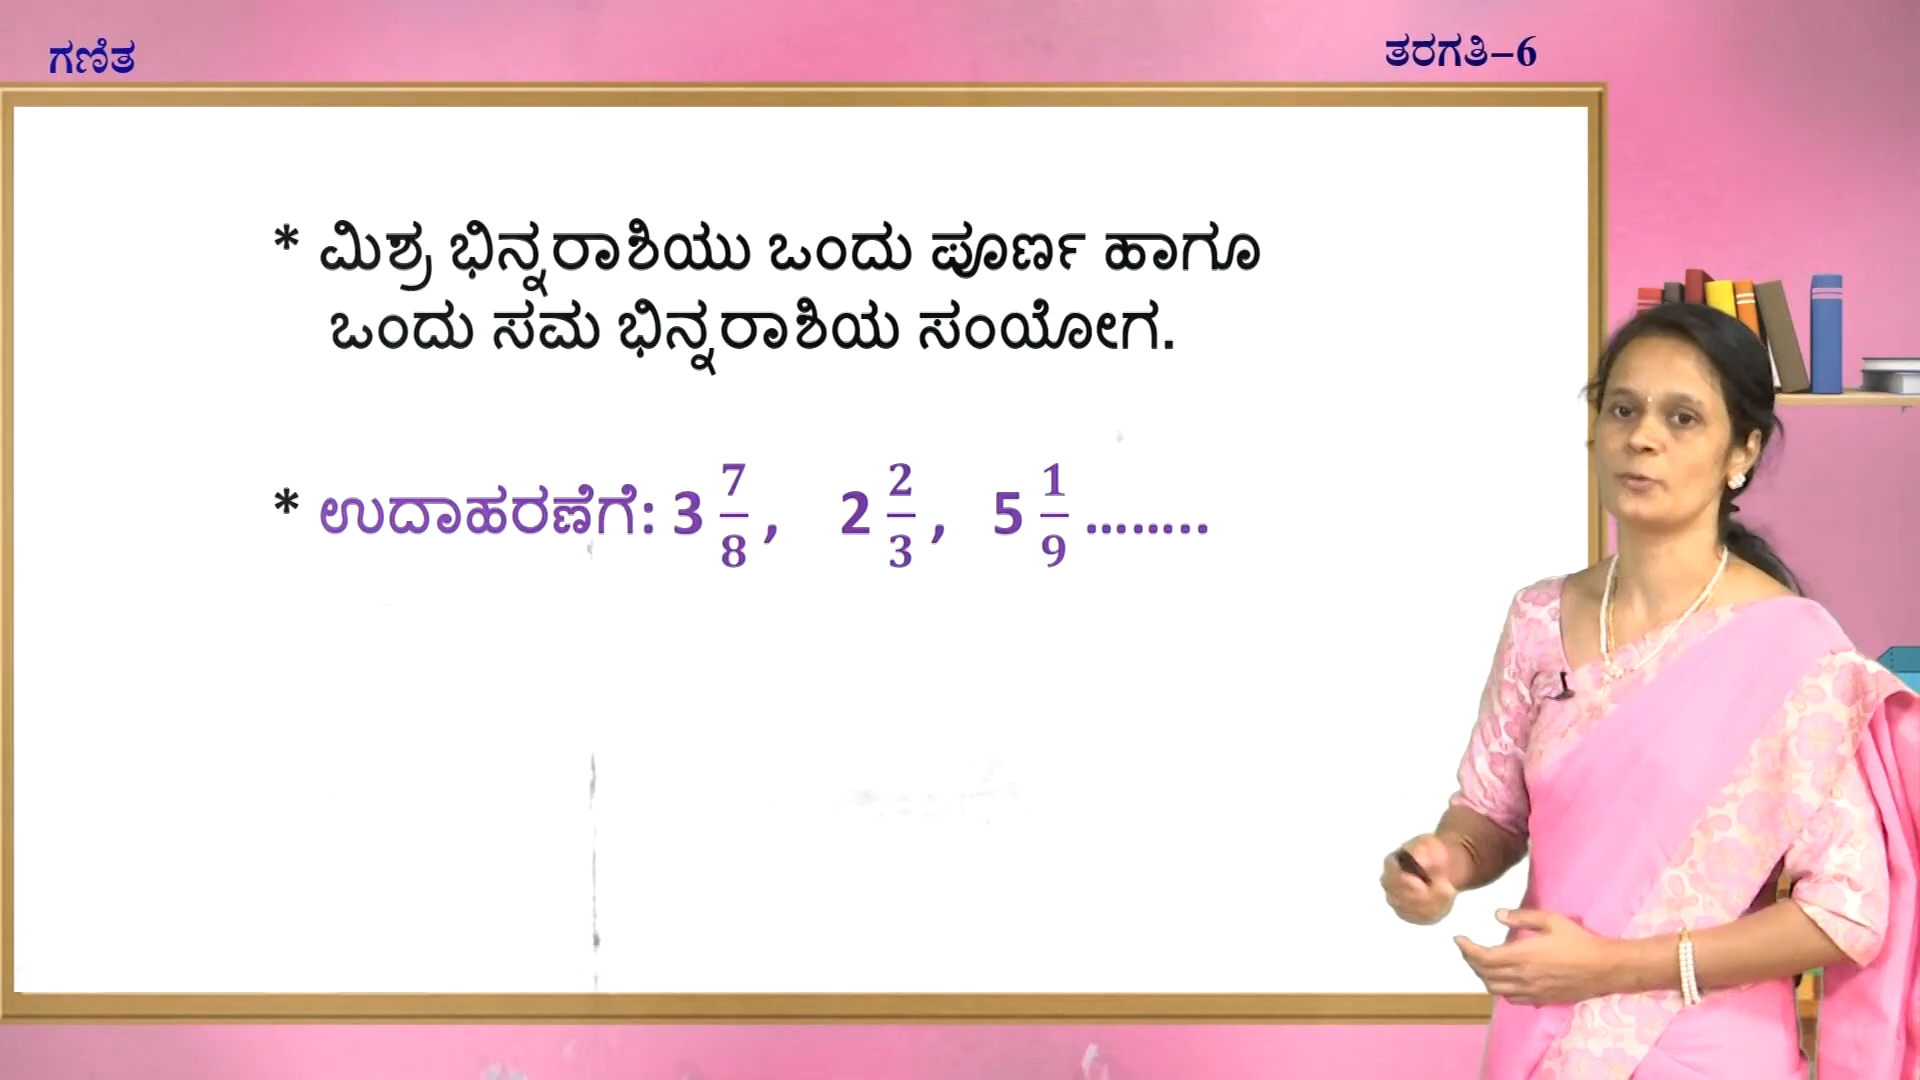 ಗಣಿತ
ತರಗತಿ–6
* ಮಿಶ್ರ ಭಿನ್ನರಾಶಿಯು ಒಂದು ಪೂರ್ಣ ಹಾಗೂ
ಒಂದು ಸಮ ಭಿನ್ನರಾಶಿಯ ಸಂಯೋಗ.
* ಉದಾಹರಣೆಗೆ: 3 7/8 , 2 2/3 , 5 1/9 ........